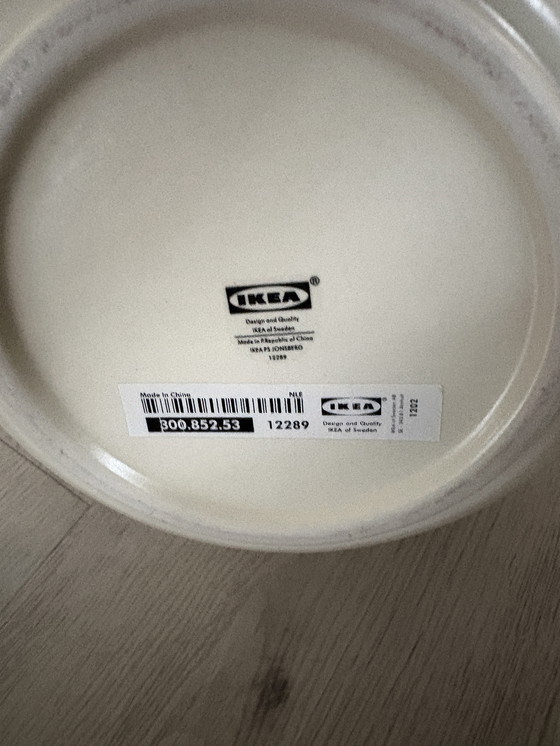 IKEA®
Design and Quality
IKEA of Sweden
Made in P.Republic of China
IKEA PS JONSBERG
12289
Made in China NLE
300.852.53 12289
IKEA®
Design and Quality
IKEA of Sweden
1202